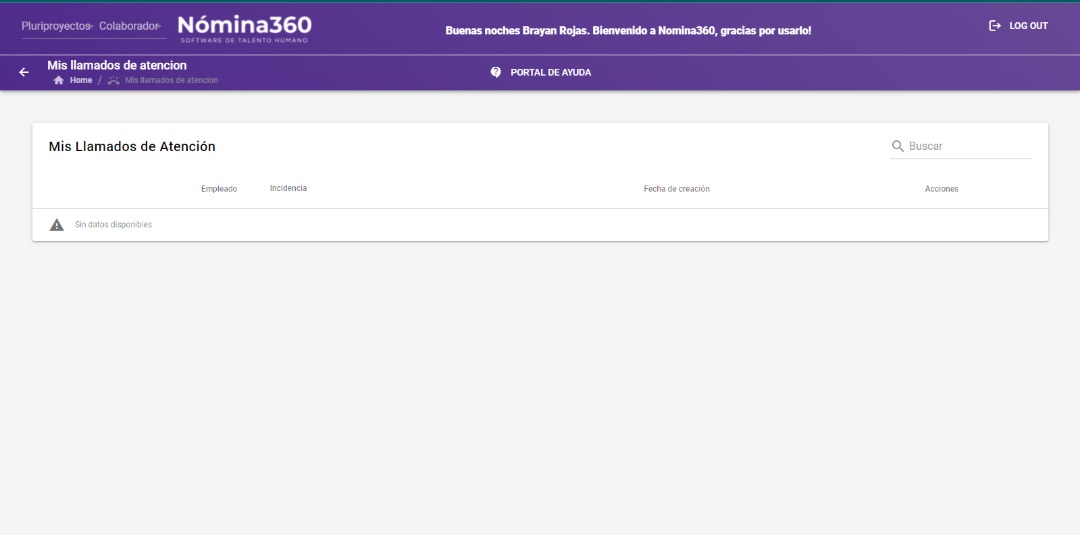 Pluriproyectos Colaborador Nómina360
SOFTWARE DE TALENTO HUMANO
Buenas noches Brayan Rojas. Bienvenido a Nomina360, gracias por usarlo!
LOG OUT
Mis llamados de atencion
Home / Mis llamados de atencion
PORTAL DE AYUDA
Mis Llamados de Atención
Buscar
Empleado Incidencia Fecha de creación Acciones
Sin datos disponibles